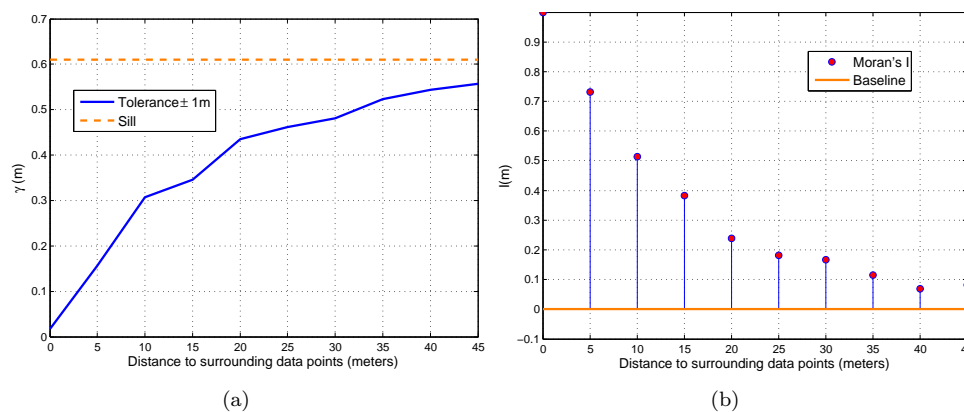 0.7
0.6
0.5
0.4
0.3
0.2
0.1
0
γ (m)
Tolerance± 1m
Sill
0 5 10 15 20 25 30 35 40 45
Distance to surrounding data points (meters)
(a)
0.9
0.8
0.7
0.6
0.5
0.4
0.3
0.2
0.1
0
−0.1
I(m)
Moran's I
Baseline
0 5 10 15 20 25 30 35 40 45
Distance to surrounding data points (meters)
(b)